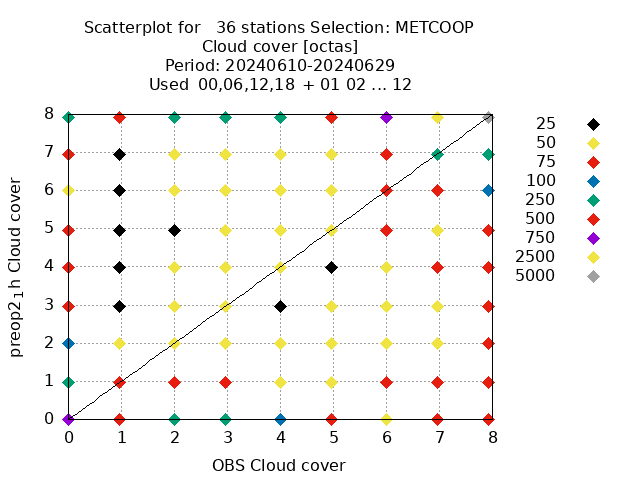 Scatterplot for   36 stations Selection: METCOOP
Cloud cover [octas]
Period: 20240610-20240629
Used 00,06,12,18 + 01 02 ... 12
8
7
6
5
4
3
2
1
0
preop2_1h Cloud cover
0 1 2 3 4 5 6 7 8
OBS Cloud cover
25
50
75
100
250
500
750
2500
5000